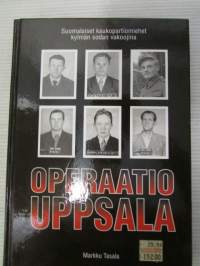 Suomalaiset kaukopartiomiehet
kylmän sodan vakoojina
OPERAATIO
UPPSALA
Markku Tasala